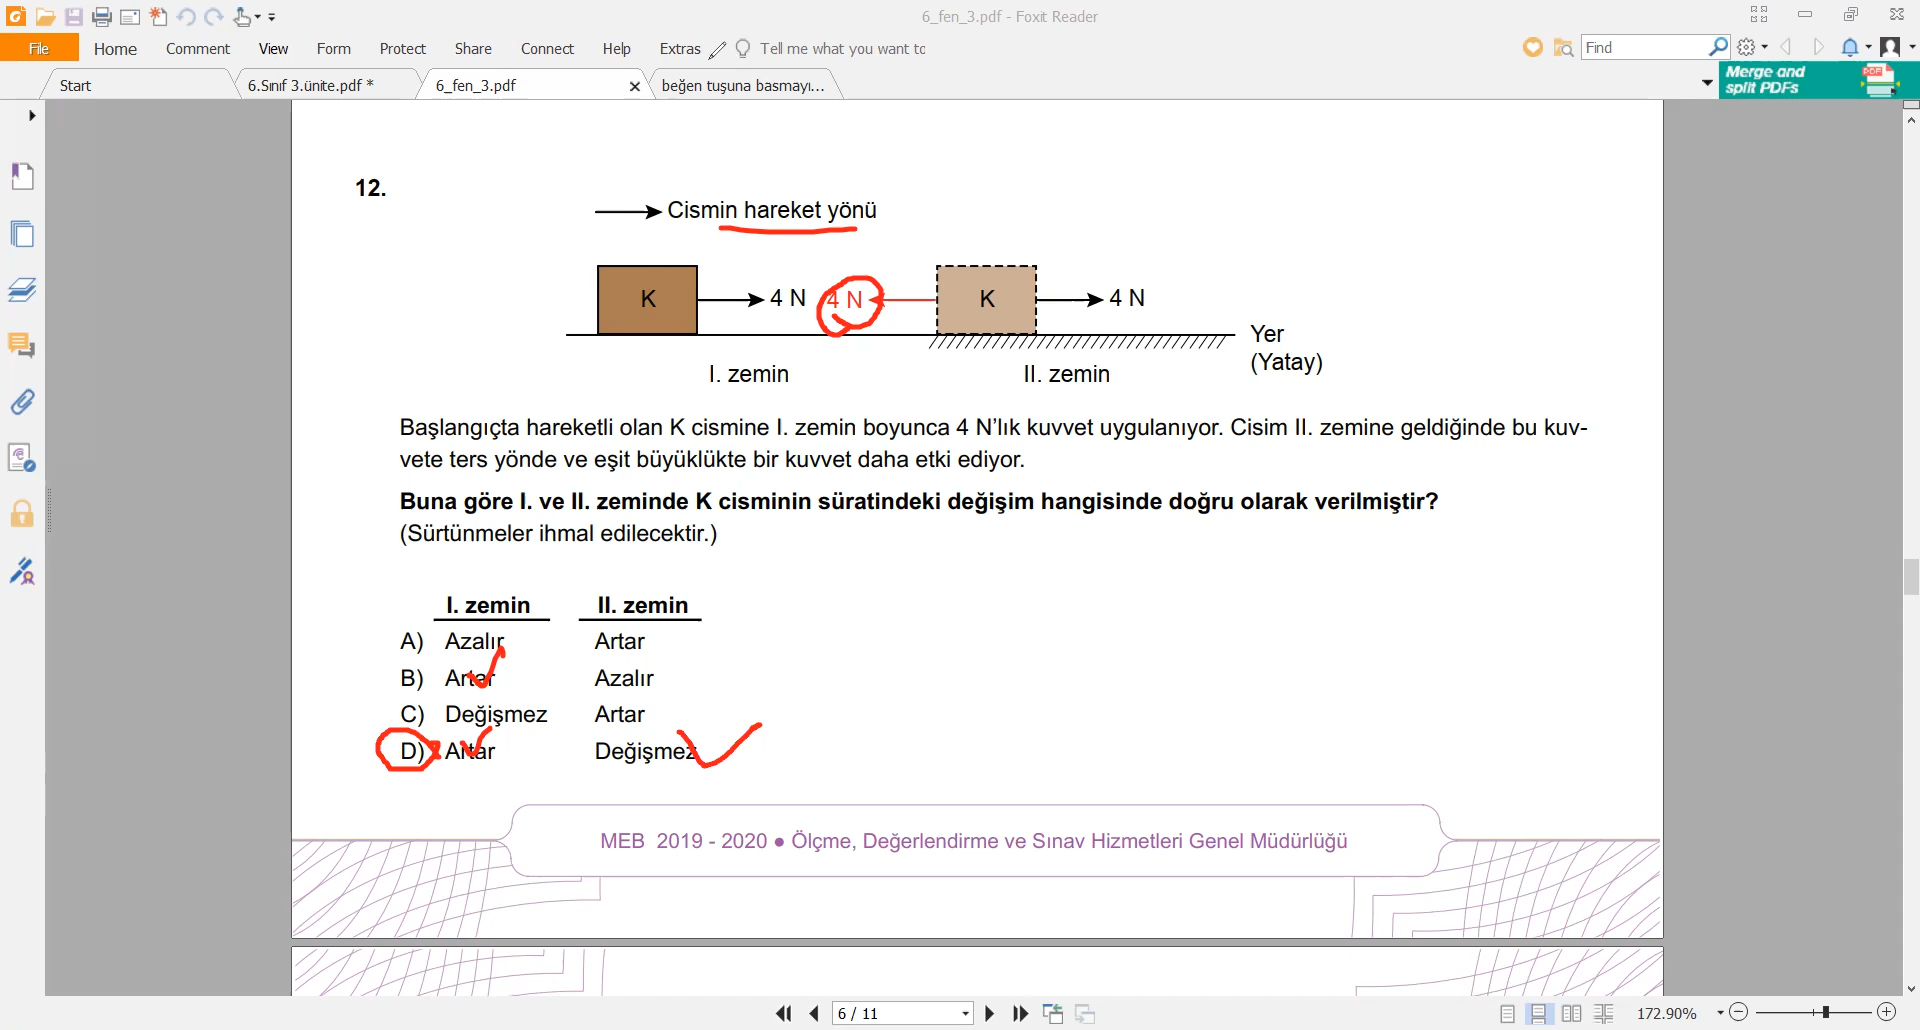 6_fen_3.pdf - Foxit Reader
File Home Comment View Form Protect Share Connect Help Extras Tell me what you want to Find
Start 6.Sınıf 3.ünite.pdf * 6_fen_3.pdf beğen tuşuna basmayı...
Merge and
split PDFs
PDF
12.
Cismin hareket yönü
K 4 N 4 N K 4 N
Yer
(Yatay)
I. zemin II. zemin
Başlangıçta hareketli olan K cismine I. zemin boyunca 4 N’lık kuvvet uygulanıyor. Cisim II. zemine geldiğinde bu kuv-
vete ters yönde ve eşit büyüklükte bir kuvvet daha etki ediyor.
Buna göre I. ve II. zeminde K cisminin süratindeki değişim hangisinde doğru olarak verilmiştir?
(Sürtünmeler ihmal edilecektir.)
I. zemin II. zemin
A) Azalır Artar
B) Artar Azalır
C) Değişmez Artar
D) Artar Değişmez
MEB 2019 - 2020 ● Ölçme, Değerlendirme ve Sınav Hizmetleri Genel Müdürlüğü
6 / 11 172.90%